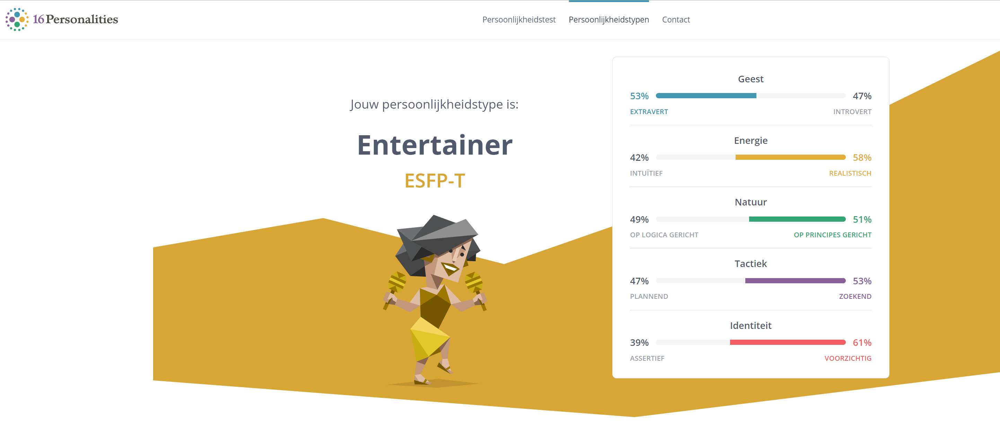 16Personalities
Persoonlijkheidstest Persoonlijkheidstypen Contact
Jouw persoonlijkheidstype is:
Entertainer
ESFP-T
Geest
53% 47%
EXTRAVERT INTROVERT
Energie
42% 58%
INTUÏTIEF REALISTISCH
Natuur
49% 51%
OP LOGICA GERICHT OP PRINCIPES GERICHT
Tactiek
47% 53%
PLANNEND ZOEKEND
Identiteit
39% 61%
ASSERTIEF VOORZICHTIG